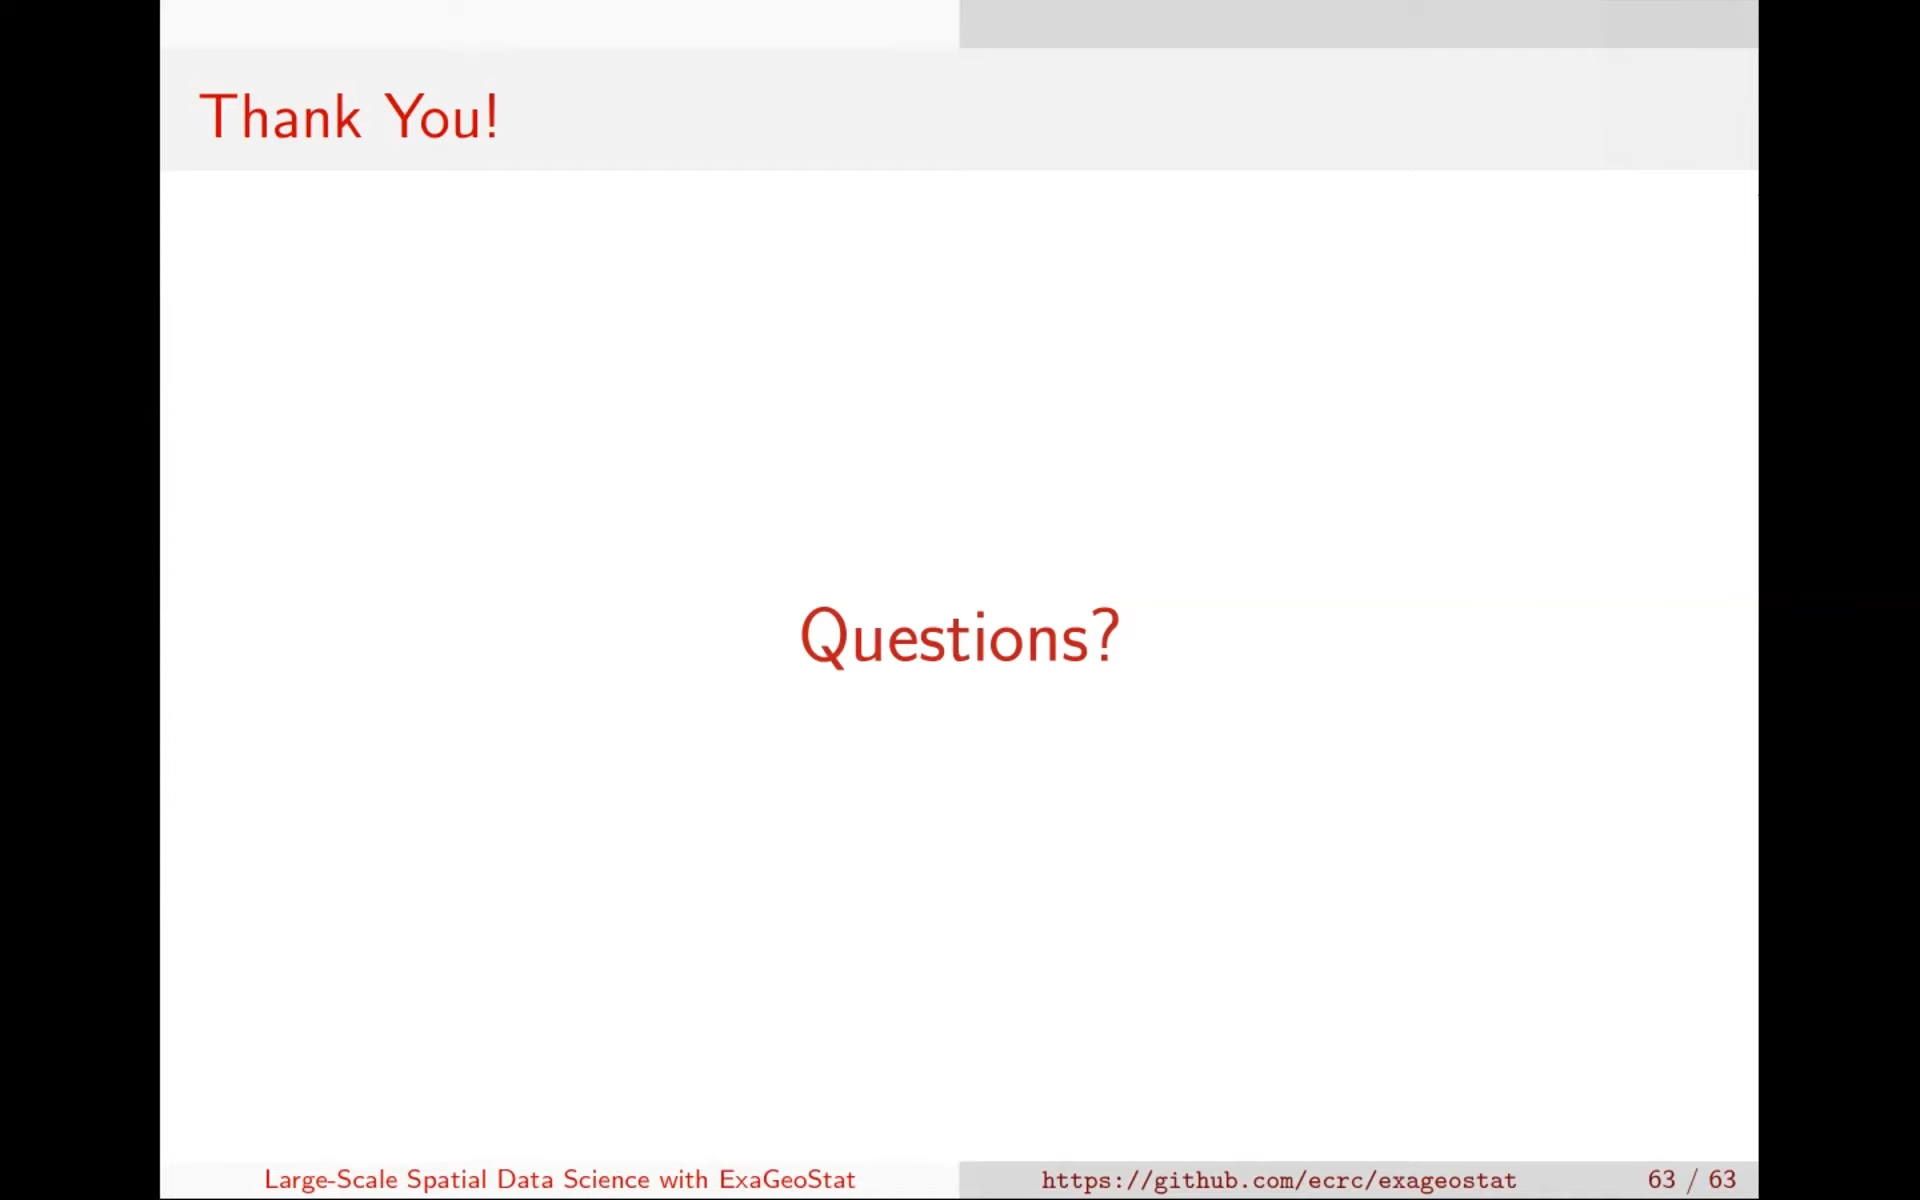 Thank You!
Questions?
Large-Scale Spatial Data Science with ExaGeoStat
https://github.com/ecrc/exageostat
63 / 63